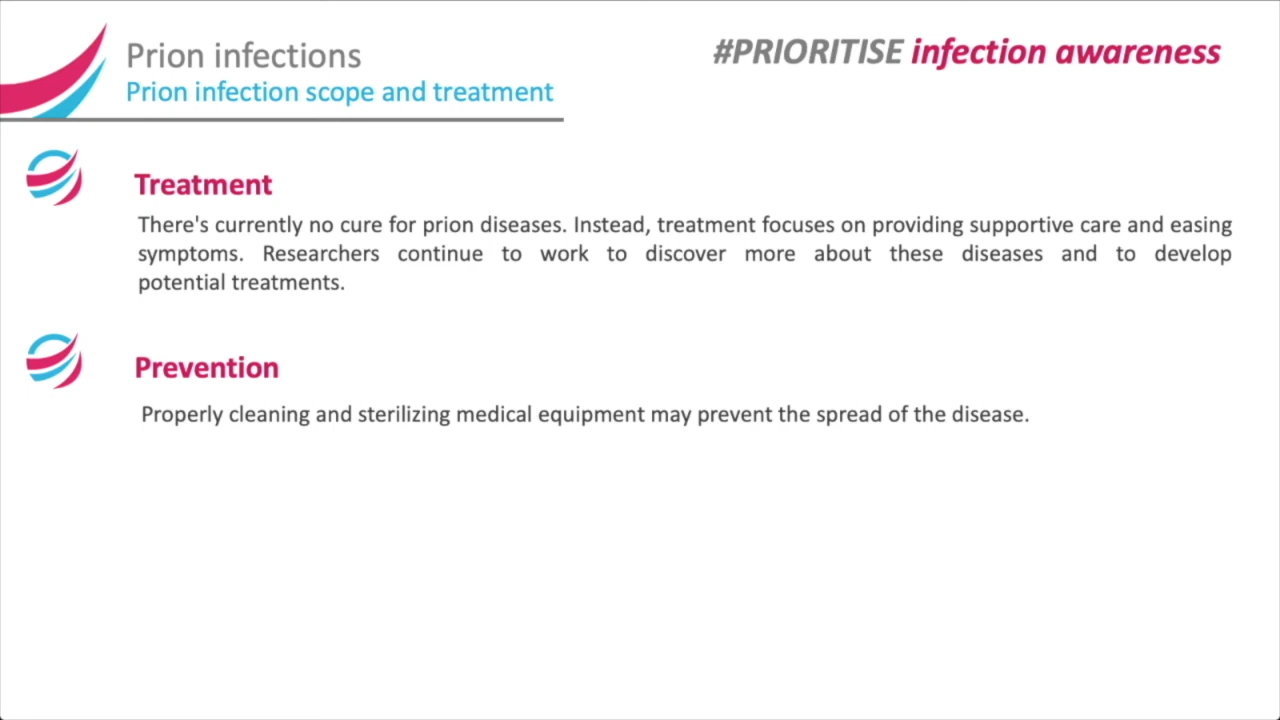 Prion infections
#PRIORITISE infection awareness
Prion infection scope and treatment
Treatment
There's currently no cure for prion diseases. Instead, treatment focuses on providing supportive care and easing
symptoms. Researchers continue to work to discover more about these diseases and to develop
potential treatments.
Prevention
Properly cleaning and sterilizing medical equipment may prevent the spread of the disease.